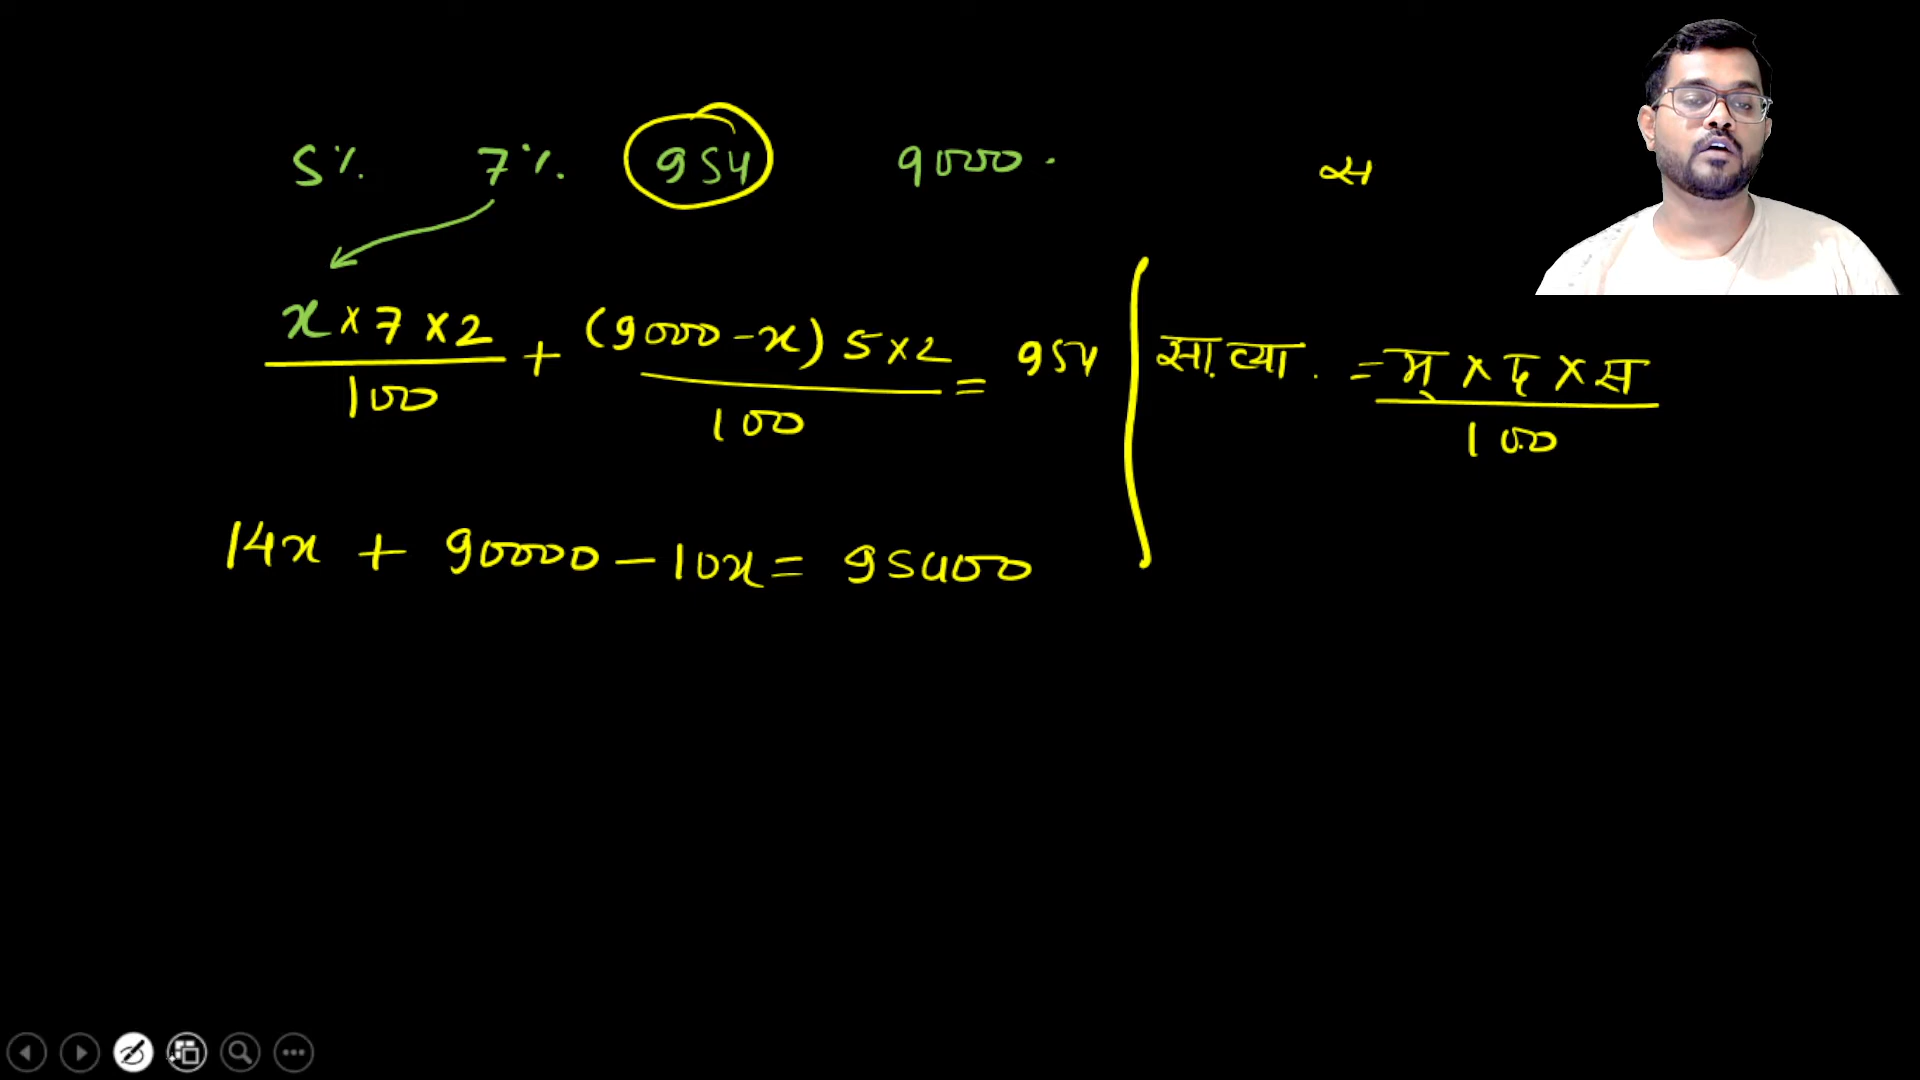 5% 7% 954 9000. स
x × 7 × 2 / 100 + (9000 - x) 5 × 2 / 100 = 954
सा. व्या. = म् × द × स / 100
14x + 90000 - 10x = 95400